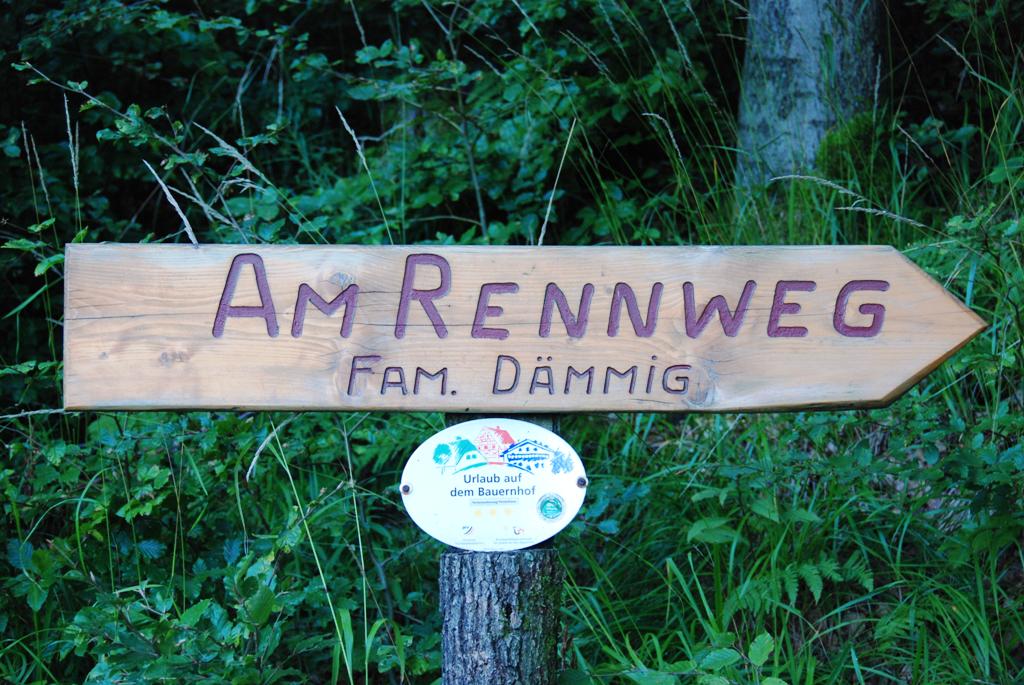 AM RENNWEG
FAM. DÄMMIG
Urlaub auf
dem Bauernhof